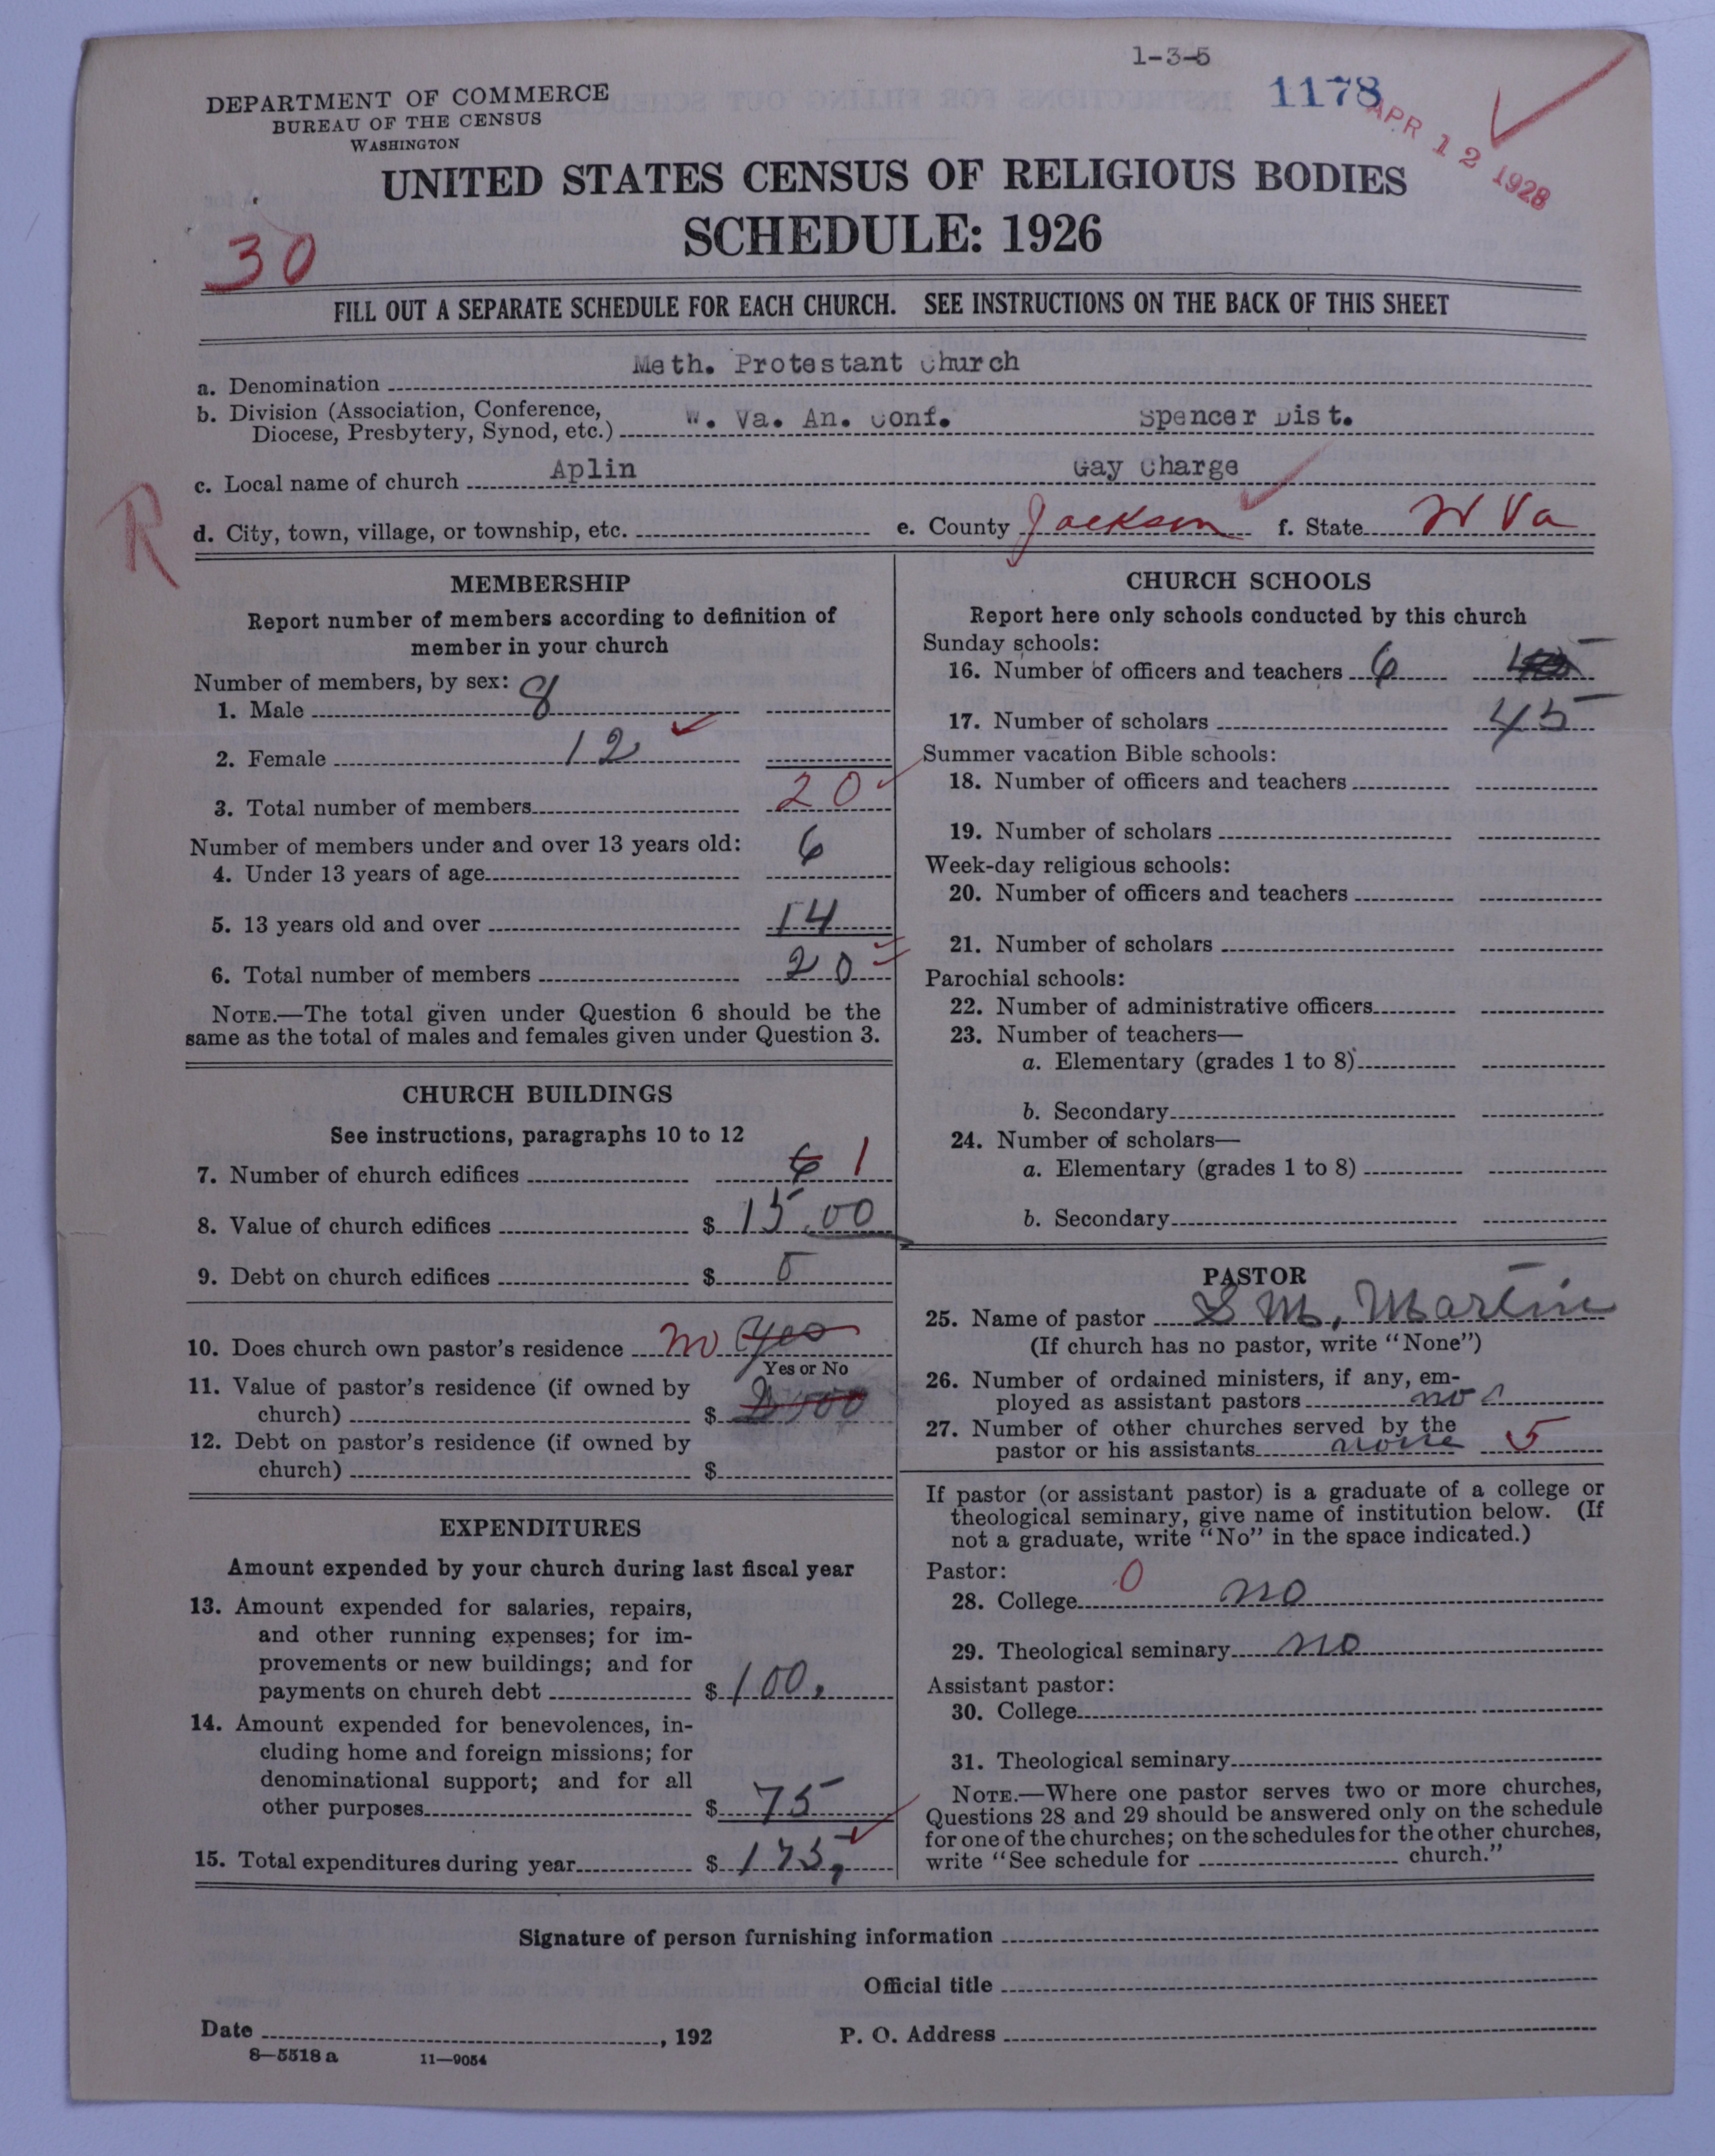 1-3-5
1178
APR 12 1928
DEPARTMENT OF COMMERCE
BUREAU OF THE CENSUS
WASHINGTON
UNITED STATES CENSUS OF RELIGIOUS BODIES
SCHEDULE: 1926
30
FILL OUT A SEPARATE SCHEDULE FOR EACH CHURCH. SEE INSTRUCTIONS ON THE BACK OF THIS SHEET
a. Denomination Meth. Protestant Church
b. Division (Association, Conference,
Diocese, Presbytery, Synod, etc.) W. Va. An. Conf. Spencer Dist.
c. Local name of church Aplin Gay Charge
R
d. City, town, village, or township, etc. e. County Jackson f. State W Va
MEMBERSHIP
Report number of members according to definition of
member in your church
Number of members, by sex:
1. Male 8
2. Female 12
3. Total number of members 20
Number of members under and over 13 years old:
4. Under 13 years of age 6
5. 13 years old and over 14
6. Total number of members 20
NOTE.—The total given under Question 6 should be the
same as the total of males and females given under Question 3.
CHURCH BUILDINGS
See instructions, paragraphs 10 to 12
7. Number of church edifices 6 1
8. Value of church edifices $ 15.00
9. Debt on church edifices $ 0
10. Does church own pastor's residence no yes
Yes or No
11. Value of pastor's residence (if owned by
church) $
12. Debt on pastor's residence (if owned by
church) $
EXPENDITURES
Amount expended by your church during last fiscal year
13. Amount expended for salaries, repairs,
and other running expenses; for im-
provements or new buildings; and for
payments on church debt $ 100.
14. Amount expended for benevolences, in-
cluding home and foreign missions; for
denominational support; and for all
other purposes $ 75
15. Total expenditures during year $ 175,
CHURCH SCHOOLS
Report here only schools conducted by this church
Sunday schools:
16. Number of officers and teachers 6
17. Number of scholars 45
Summer vacation Bible schools:
18. Number of officers and teachers
19. Number of scholars
Week-day religious schools:
20. Number of officers and teachers
21. Number of scholars
Parochial schools:
22. Number of administrative officers
23. Number of teachers—
a. Elementary (grades 1 to 8)
b. Secondary
24. Number of scholars—
a. Elementary (grades 1 to 8)
b. Secondary
PASTOR
25. Name of pastor S M, Martin
(If church has no pastor, write "None")
26. Number of ordained ministers, if any, em-
ployed as assistant pastors no
27. Number of other churches served by the
pastor or his assistants none 5
If pastor (or assistant pastor) is a graduate of a college or
theological seminary, give name of institution below. (If
not a graduate, write "No" in the space indicated.)
Pastor: 0
28. College no
29. Theological seminary no
Assistant pastor:
30. College
31. Theological seminary
NOTE.—Where one pastor serves two or more churches,
Questions 28 and 29 should be answered only on the schedule
for one of the churches; on the schedules for the other churches,
write "See schedule for church."
Signature of person furnishing information
Official title
Date , 192 P. O. Address
8—5518 a 11—9054